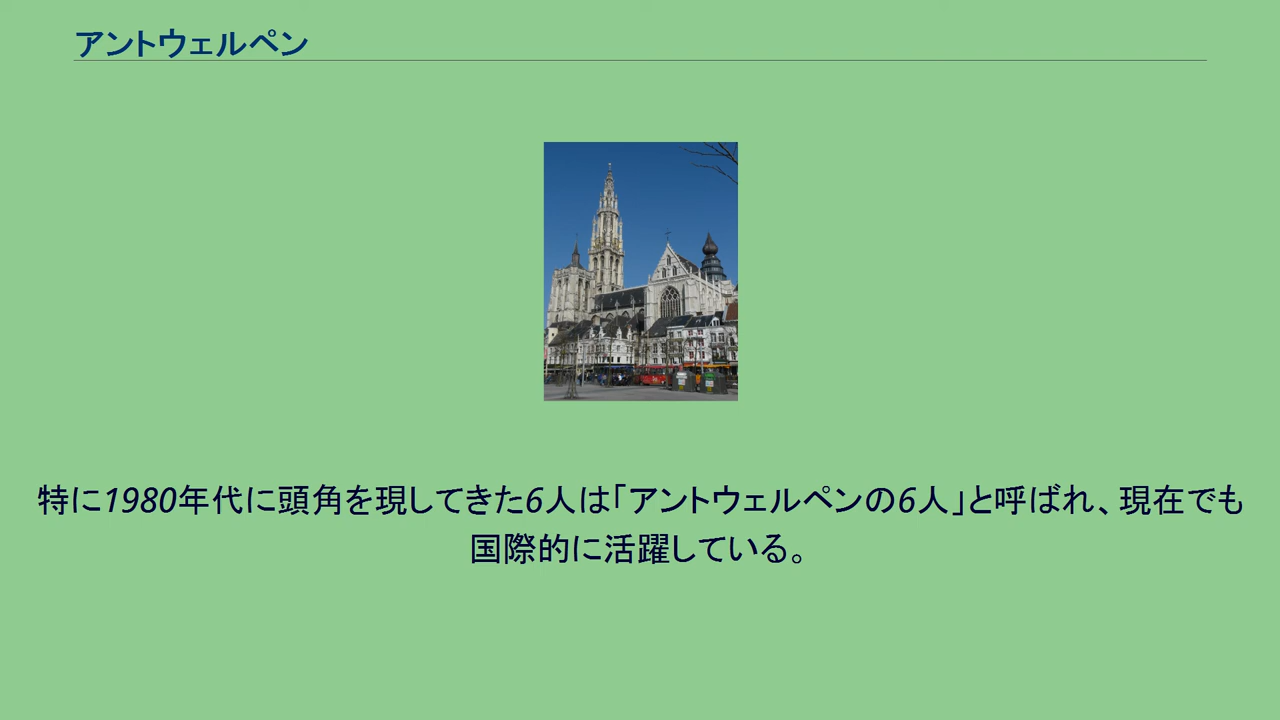 アントウェルペン
特に1980年代に頭角を現してきた6人は「アントウェルペンの6人」と呼ばれ、現在でも
国際的に活躍している。